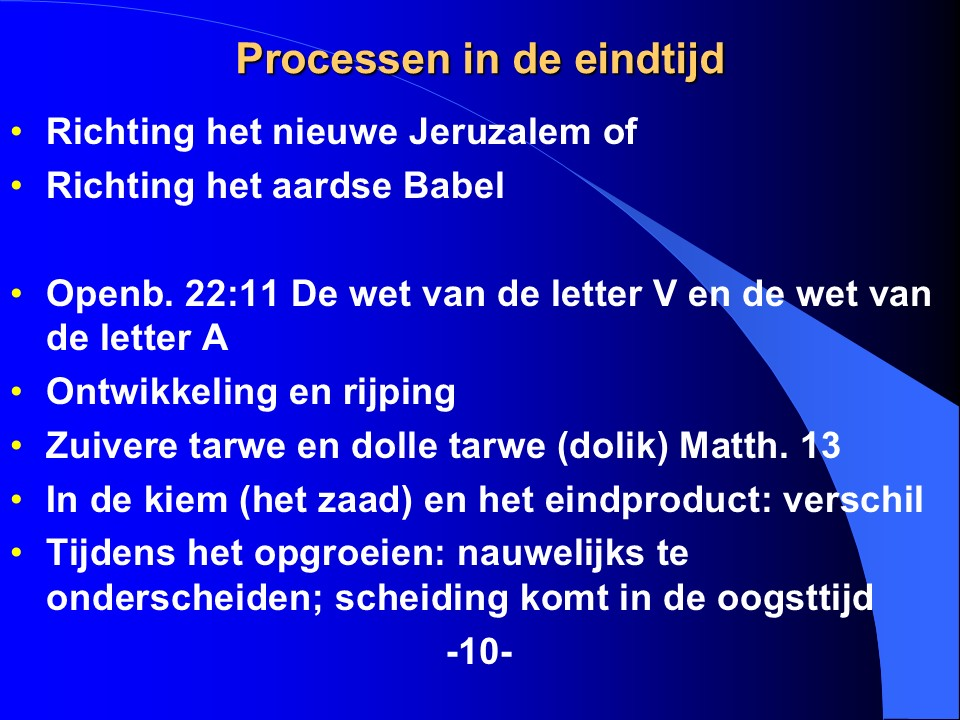 Processen in de eindtijd
• Richting het nieuwe Jeruzalem of
• Richting het aardse Babel
• Openb. 22:11 De wet van de letter V en de wet van
de letter A
• Ontwikkeling en rijping
• Zuivere tarwe en dolle tarwe (dolik) Matth. 13
• In de kiem (het zaad) en het eindproduct: verschil
• Tijdens het opgroeien: nauwelijks te
onderscheiden; scheiding komt in de oogsttijd
-10-